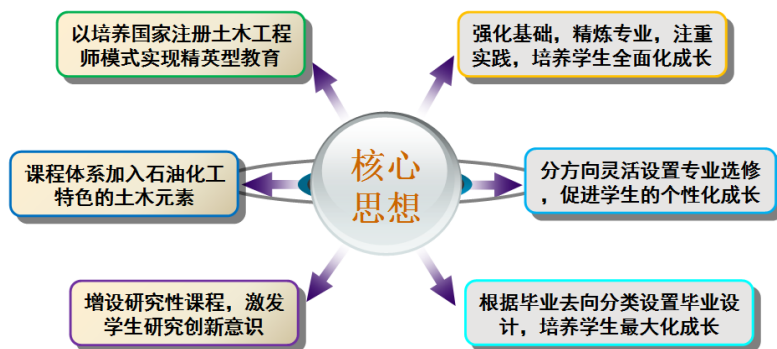 以培养国家注册土木工程
师模式实现精英型教育
强化基础，精炼专业，注重
实践，培养学生全面化成长
核心
思想
课程体系加入石油化工
特色的土木元素
分方向灵活设置专业选修
，促进学生的个性化成长
增设研究性课程，激发
学生研究创新意识
根据毕业去向分类设置毕业设
计，培养学生最大化成长